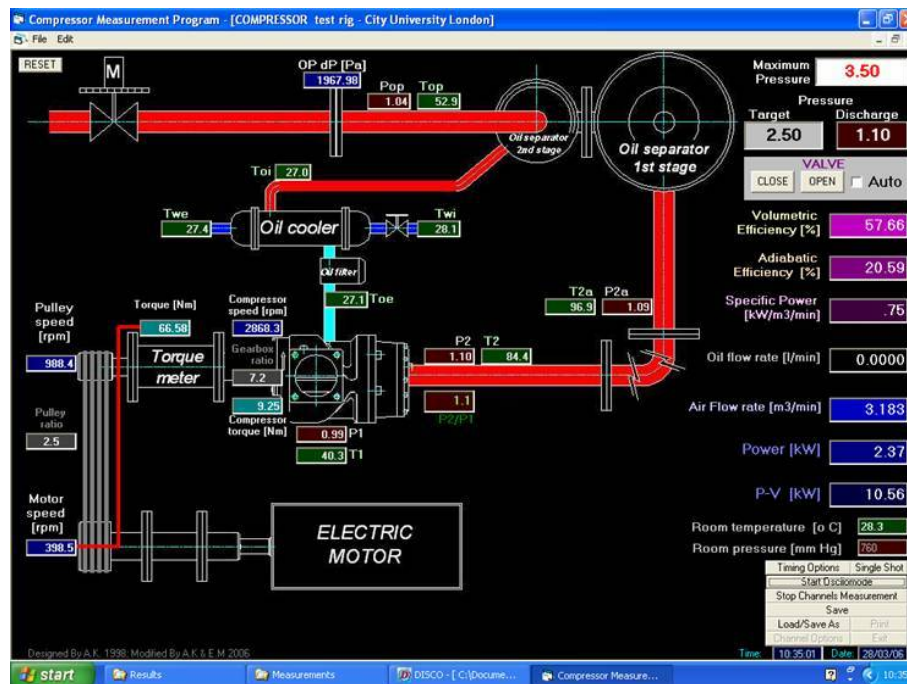 Compressor Measurement Program - [COMPRESSOR test rig - City University London]
File Edit
RESET
M
OP dP [Pa]
1967.98
Pop Top
1.04 52.9
Oil separator
2nd stage
Oil separator
1st stage
Maximum
Pressure
3.50
Pressure
Target Discharge
2.50 1.10
VALVE
CLOSE OPEN Auto
Toi 27.0
Twe Twi
27.4 Oil cooler 28.1
Oil filter
27.1 Toe
Volumetric
Efficiency [%]
57.66
Adiabatic
Efficiency [%]
20.59
Specific Power
[kW/m3/min]
.75
Oil flow rate [l/min] 0.0000
Air Flow rate [m3/min] 3.183
Power [kW] 2.37
P-V [kW] 10.56
Room temperature [o C] 28.3
Room pressure [mm Hg] 760
T2a P2a
96.9 1.09
Pulley
speed
[rpm]
988.4
Torque [Nm]
66.58
Compressor
speed [rpm]
2868.3
Torque
meter
Gearbox
ratio
7.2
9.25
Compressor
torque [Nm]
P2 T2
1.10 84.4
1.1
P2/P1
0.99 P1
40.3 T1
Pulley
ratio
2.5
Motor
speed
[rpm]
398.5
ELECTRIC
MOTOR
Timing Options Single Shot
Start Oscilomode
Stop Channels Measurement
Save
Load/Save As Print
Channel Options Exit
Time: 10:35:01 Date: 28/03/06
Designed By A.K. 1998; Modified By A.K & E.M 2006
start Results Measurements DISCO - [ C:\Docume... Compressor Measure... 10:35